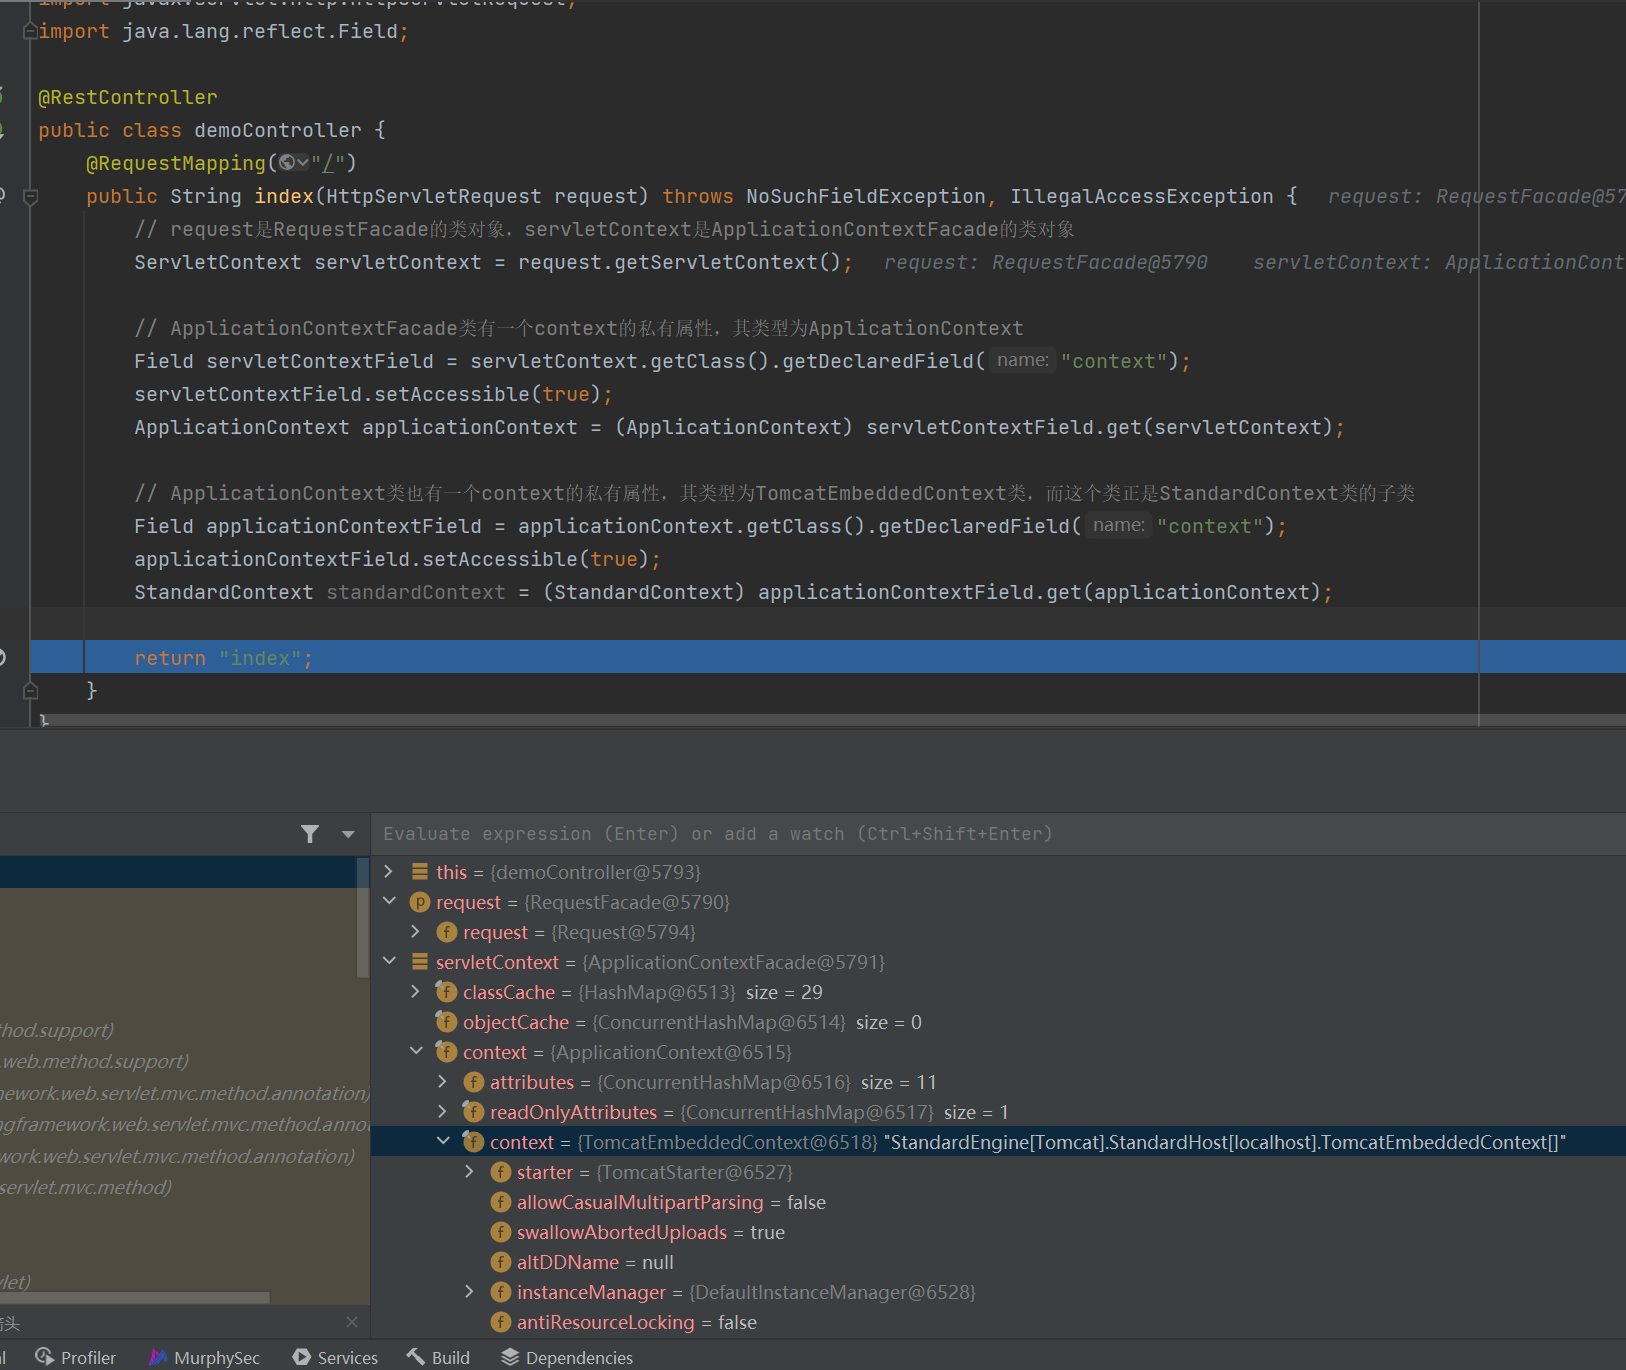 import javax.servlet.http.HttpServletRequest;
import java.lang.reflect.Field;
@RestController
public class demoController {
@RequestMapping("/")
public String index(HttpServletRequest request) throws NoSuchFieldException, IllegalAccessException { request: RequestFacade@57
// request是RequestFacade的类对象，servletContext是ApplicationContextFacade的类对象
ServletContext servletContext = request.getServletContext(); request: RequestFacade@5790 servletContext: ApplicationCont
// ApplicationContextFacade类有一个context的私有属性，其类型为ApplicationContext
Field servletContextField = servletContext.getClass().getDeclaredField( name: "context");
servletContextField.setAccessible(true);
ApplicationContext applicationContext = (ApplicationContext) servletContextField.get(servletContext);
// ApplicationContext类也有一个context的私有属性，其类型为TomcatEmbeddedContext类，而这个类正是StandardContext类的子类
Field applicationContextField = applicationContext.getClass().getDeclaredField( name: "context");
applicationContextField.setAccessible(true);
StandardContext standardContext = (StandardContext) applicationContextField.get(applicationContext);
return "index";
}
}
Evaluate expression (Enter) or add a watch (Ctrl+Shift+Enter)
this = {demoController@5793}
request = {RequestFacade@5790}
request = {Request@5794}
servletContext = {ApplicationContextFacade@5791}
classCache = {HashMap@6513} size = 29
objectCache = {ConcurrentHashMap@6514} size = 0
context = {ApplicationContext@6515}
attributes = {ConcurrentHashMap@6516} size = 11
readOnlyAttributes = {ConcurrentHashMap@6517} size = 1
context = {TomcatEmbeddedContext@6518} "StandardEngine[Tomcat].StandardHost[localhost].TomcatEmbeddedContext[]"
starter = {TomcatStarter@6527}
allowCasualMultipartParsing = false
swallowAbortedUploads = true
altDDName = null
instanceManager = {DefaultInstanceManager@6528}
antiResourceLocking = false
thod.support)
.web.method.support)
nework.web.servlet.mvc.method.annotation)
ngframework.web.servlet.mvc.method.annot
work.web.servlet.mvc.method.annotation)
servlet.mvc.method)
vlet)
箭头
Profiler
MurphySec
Services
Build
Dependencies